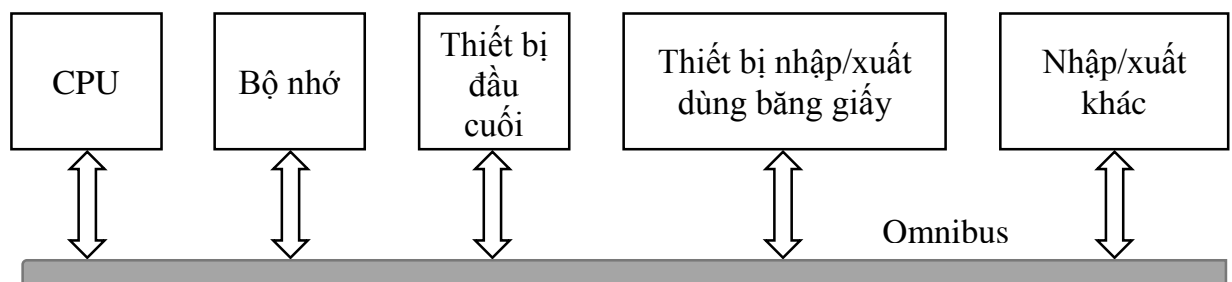 CPU
Bộ nhớ
Thiết bị
đầu
cuối
Thiết bị nhập/xuất
dùng băng giấy
Nhập/xuất
khác
Omnibus